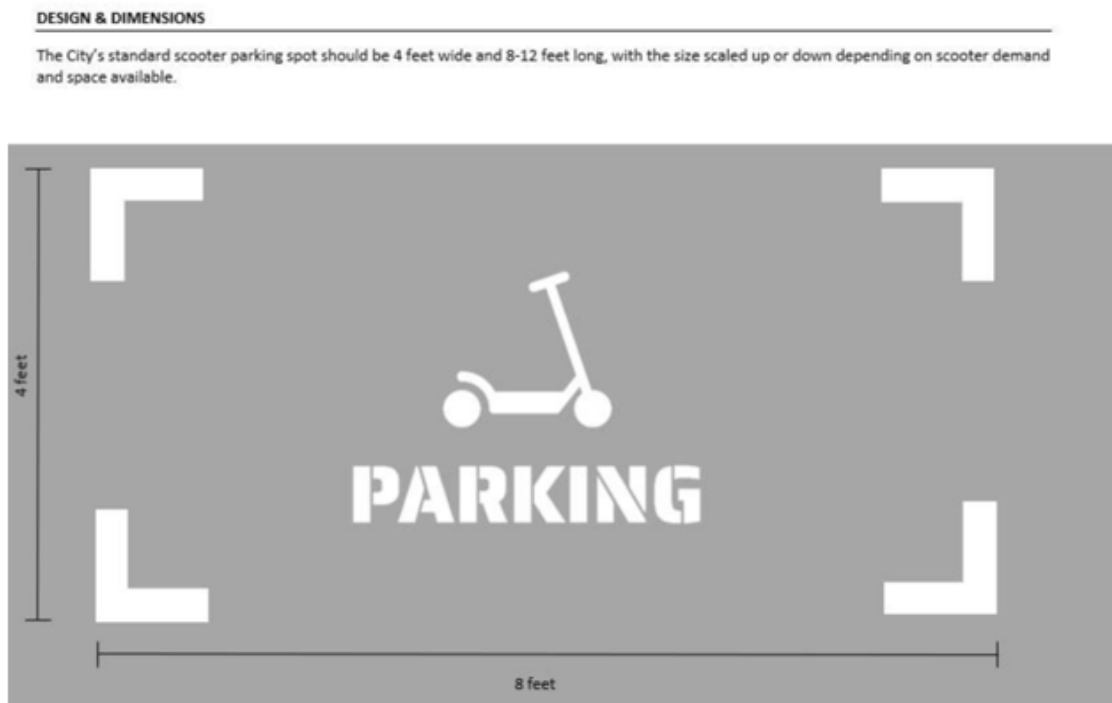 DESIGN & DIMENSIONS
The City's standard scooter parking spot should be 4 feet wide and 8-12 feet long, with the size scaled up or down depending on scooter demand
and space available.
4 feet
PARKING
8 feet